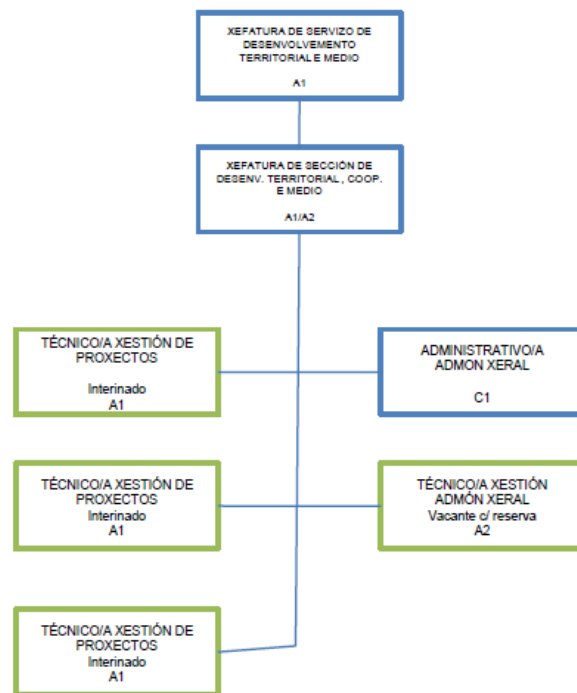 XEFATURA DE SERVIZO DE
DESENVOLVEMENTO
TERRITORIAL E MEDIO
A1
XEFATURA DE SECCIÓN DE
DESENV. TERRITORIAL , COOP.
E MEDIO
A1/A2
TÉCNICO/A XESTIÓN DE
PROXECTOS
Interinado
A1
ADMINISTRATIVO/A
ADMON XERAL
C1
TÉCNICO/A XESTIÓN DE
PROXECTOS
Interinado
A1
TÉCNICO/A XESTIÓN
ADMÓN XERAL
Vacante c/ reserva
A2
TÉCNICO/A XESTIÓN DE
PROXECTOS
Interinado
A1